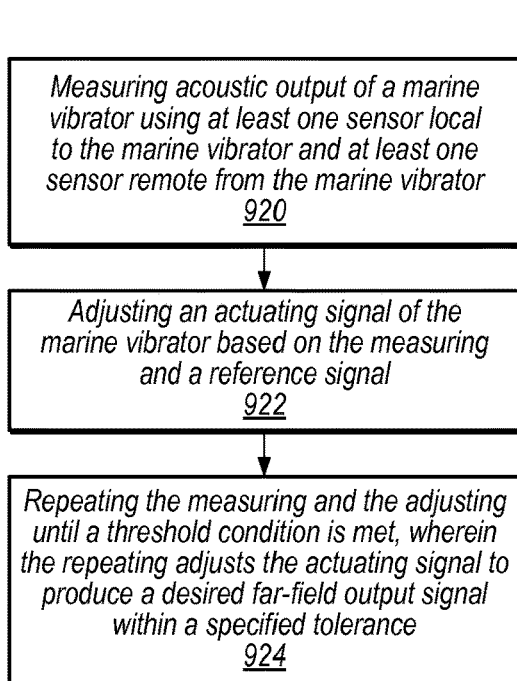 Measuring acoustic output of a marine
vibrator using at least one sensor local
to the marine vibrator and at least one
sensor remote from the marine vibrator
920
Adjusting an actuating signal of the
marine vibrator based on the measuring
and a reference signal
922
Repeating the measuring and the adjusting
until a threshold condition is met, wherein
the repeating adjusts the actuating signal to
produce a desired far-field output signal
within a specified tolerance
924